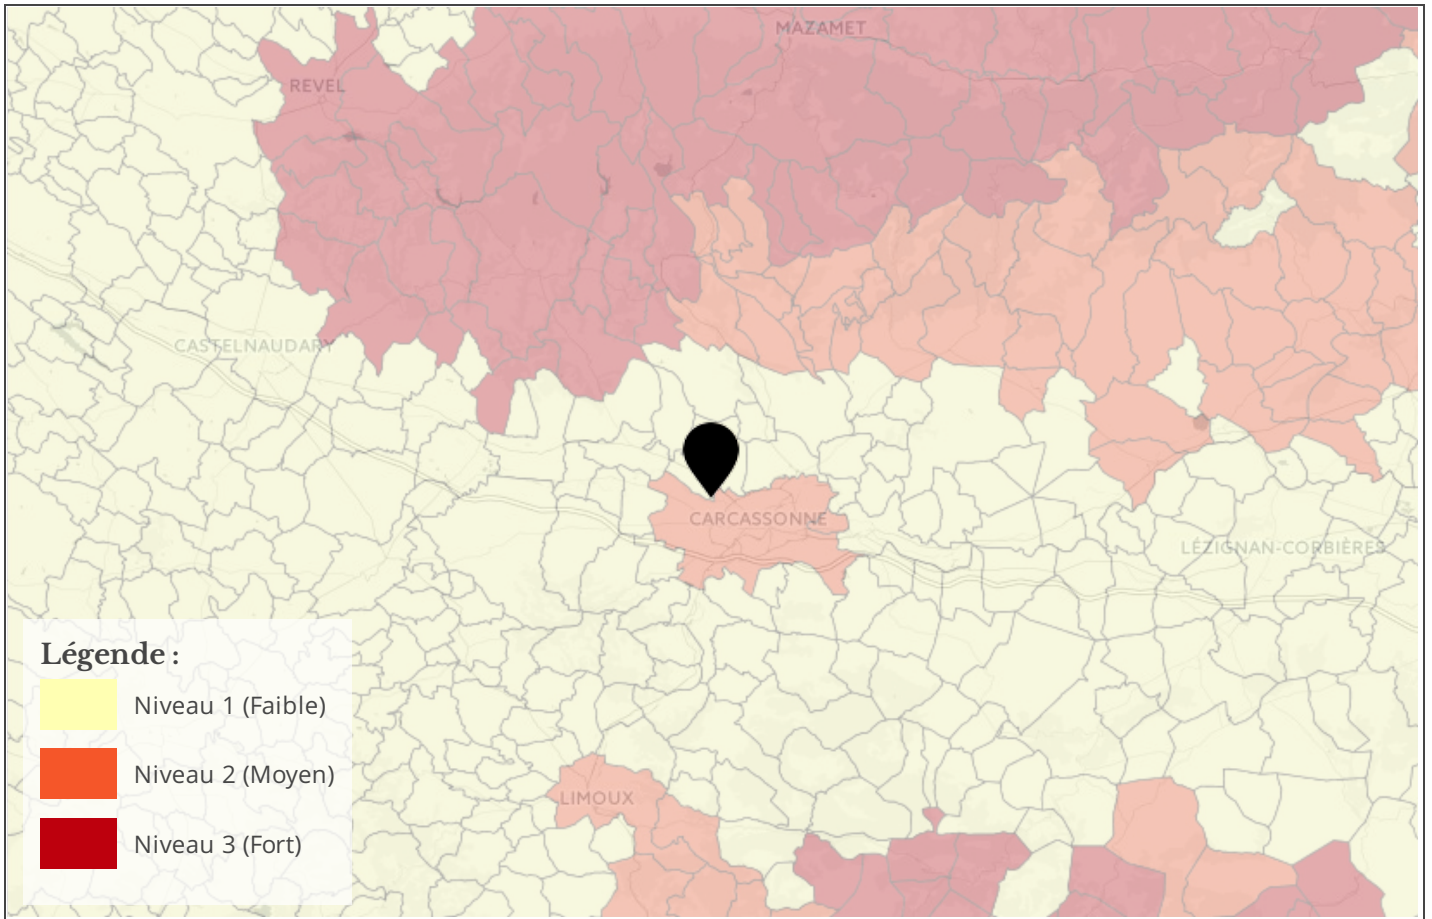 MAZAMET
REVEL
CASTELNAUDARY
CARCASSONNE
LÉZIGNAN-CORBIÈRES
Légende :
Niveau 1 (Faible)
Niveau 2 (Moyen)
LIMOUX
Niveau 3 (Fort)